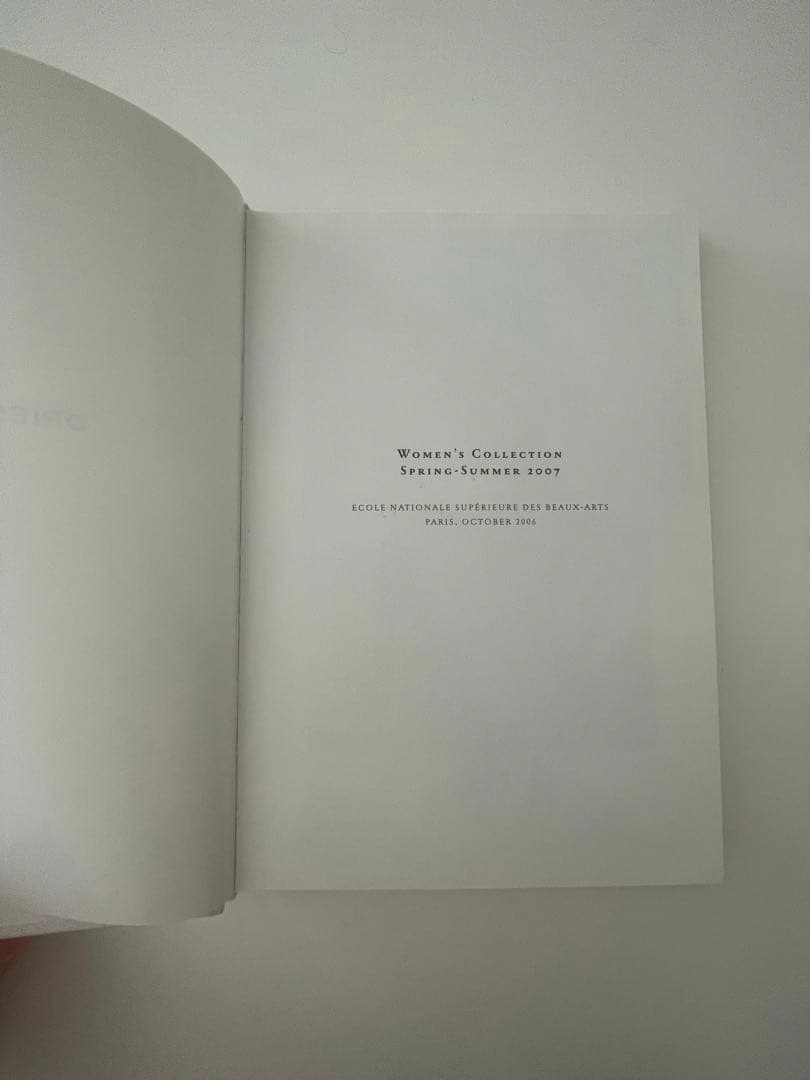 Women's Collection
Spring-Summer 2007
ECOLE NATIONALE SUPÉRIEURE DES BEAUX-ARTS
PARIS, OCTOBER 2006